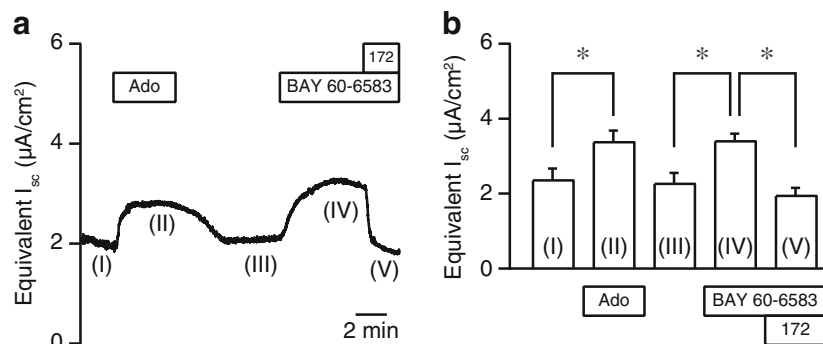 a
Equivalent Isc (µA/cm²)
6
4
2
0
Ado
172
BAY 60-6583
(I)
(II)
(III)
(IV)
(V)
2 min
b
Equivalent Isc (µA/cm²)
6
4
2
0
*
*
*
(I)
(II)
(III)
(IV)
(V)
Ado
BAY 60-6583
172